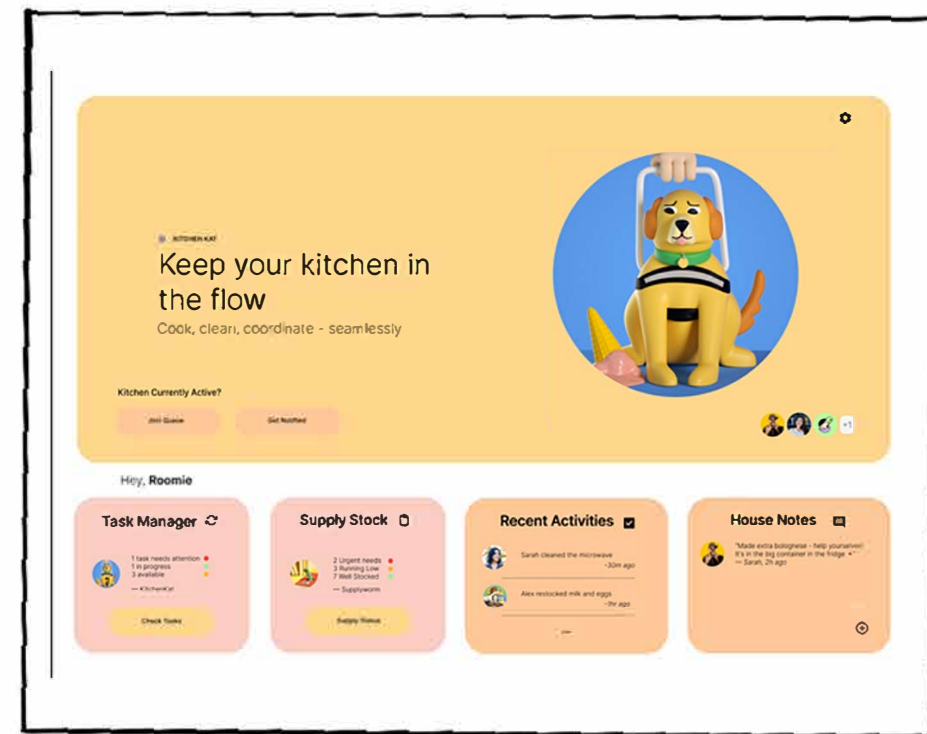 KITCHEN KAT
Keep your kitchen in
the flow
Cook, clean, coordinate - seamlessly
Kitchen Currently Active?
Join Queue
Get Notified
+1
Hey, Roomie
Task Manager
1 task needs attention
1 in progress
3 available
— KitchenKat
Check Tasks
Supply Stock
2 Urgent needs
3 Running Low
7 Well Stocked
— Supplyworm
Supply Status
Recent Activities
Sarah cleaned the microwave
~30m ago
Alex restocked milk and eggs
~1hr ago
House Notes
"Made extra bolognese - help yourselves!
It's in the big container in the fridge
— Sarah, 2h ago